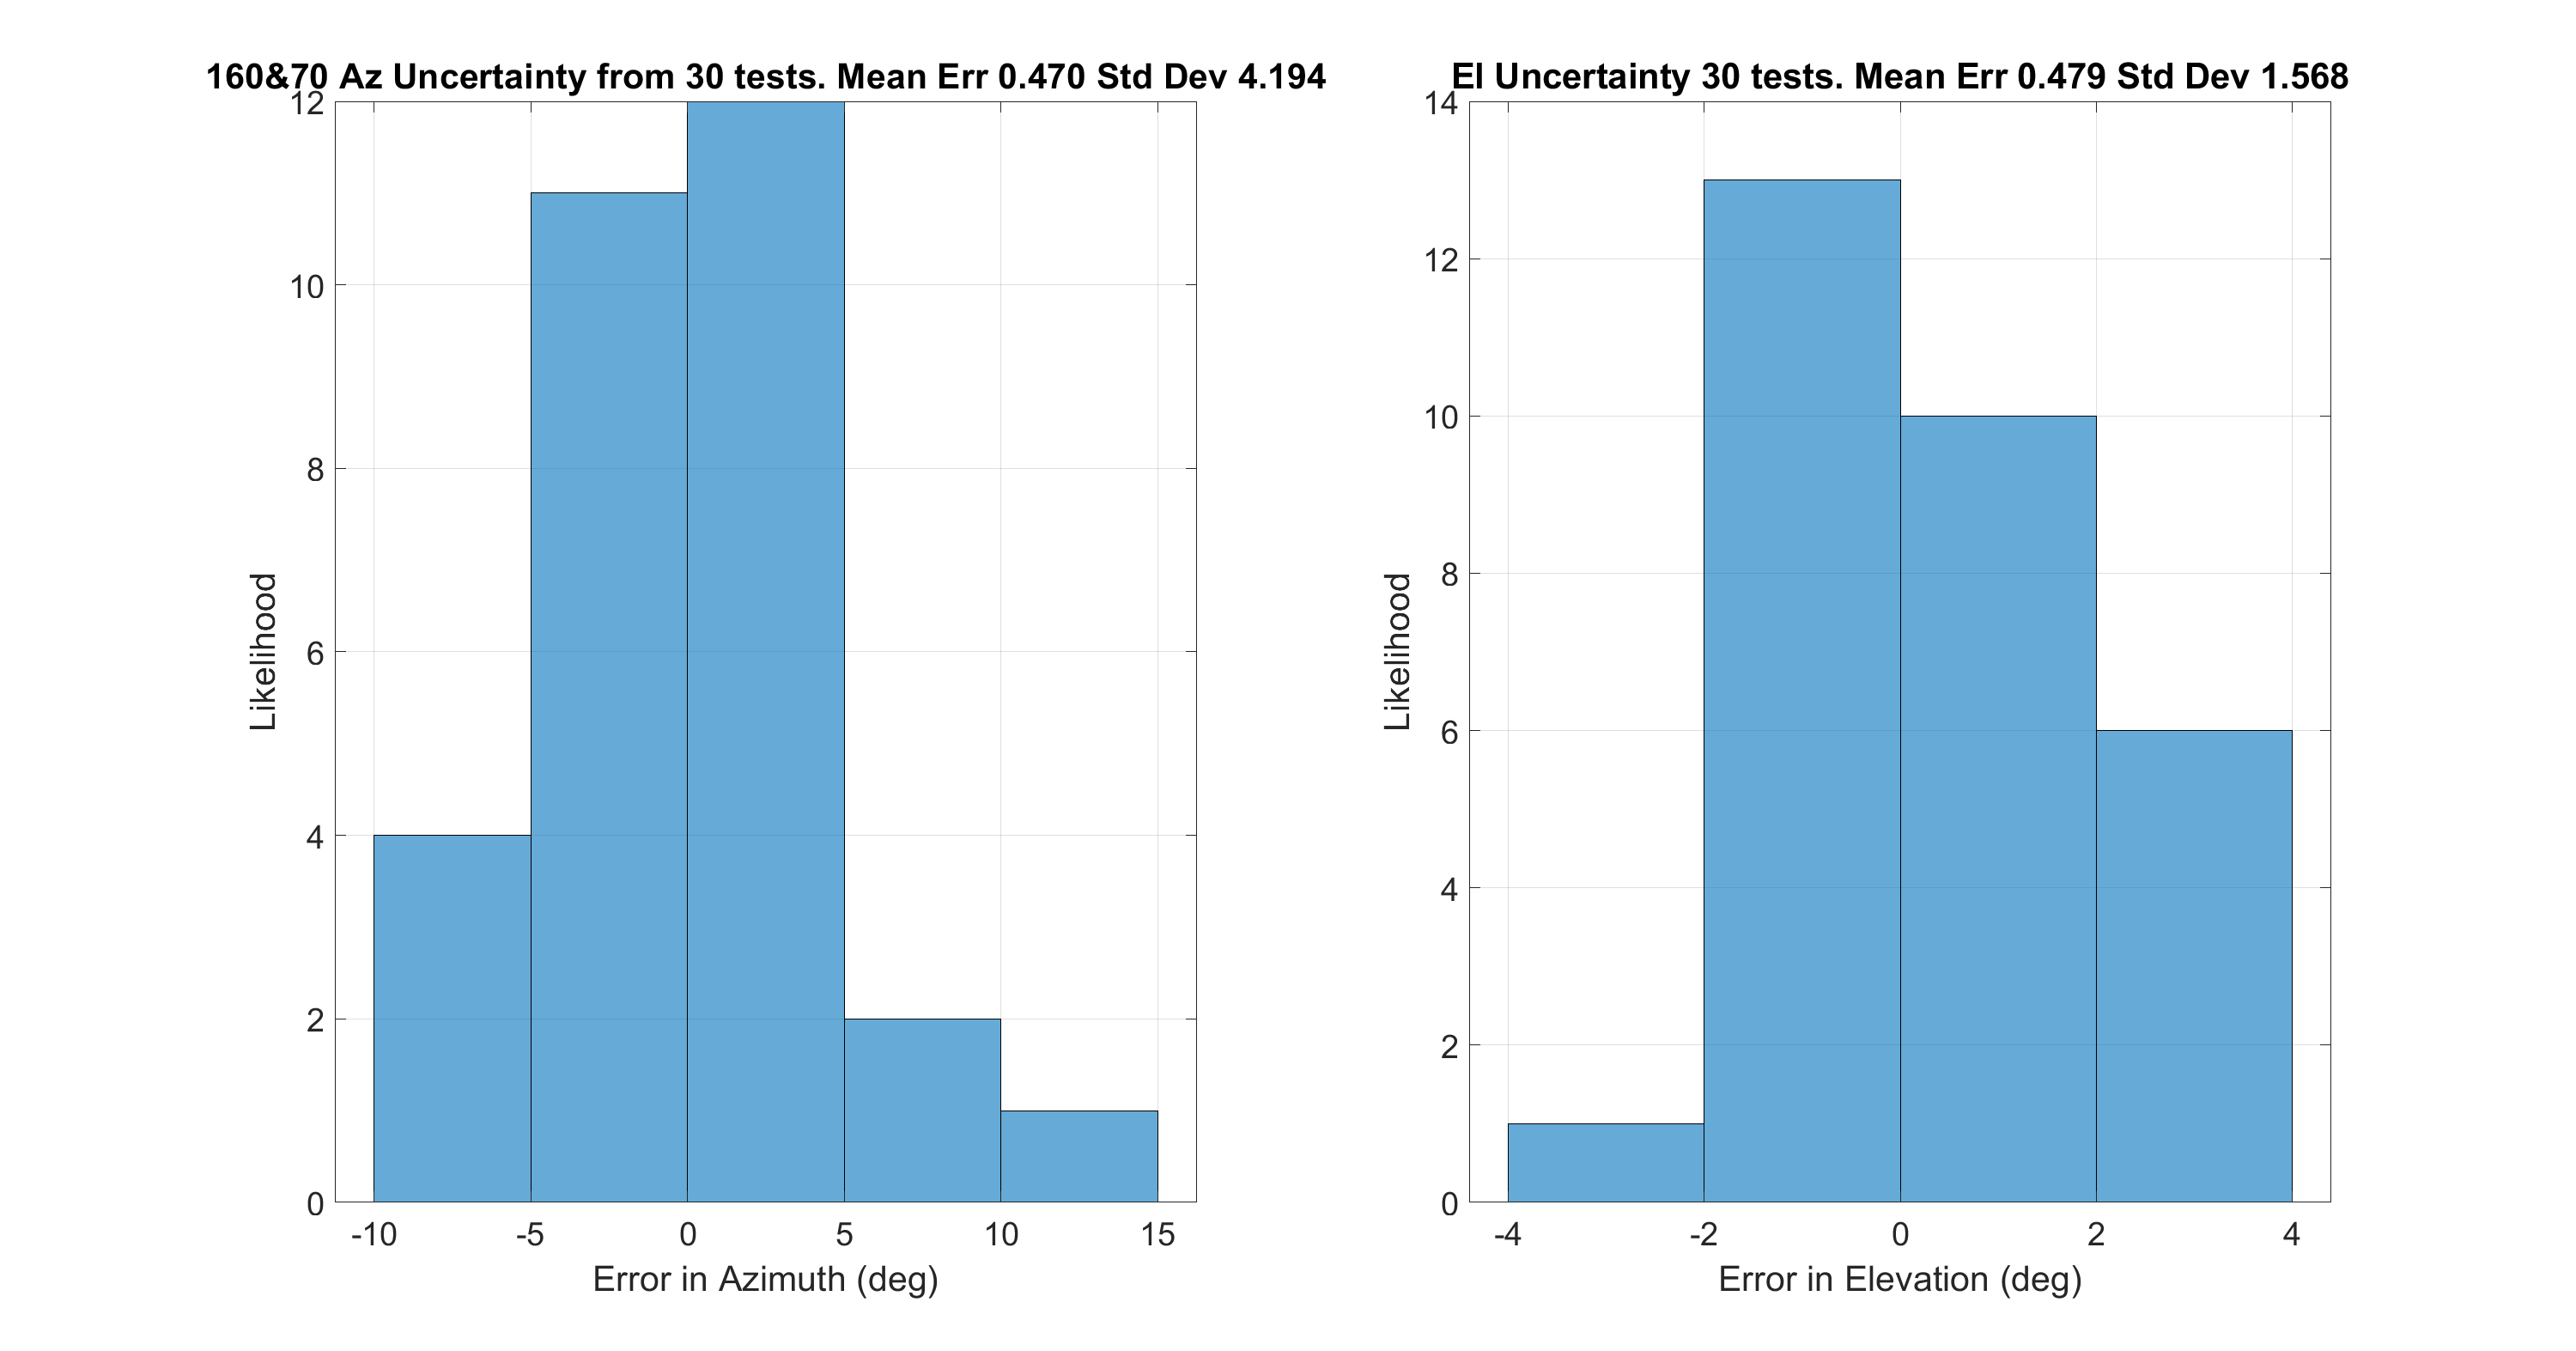 160&70 Az Uncertainty from 30 tests. Mean Err 0.470 Std Dev 4.194
12
10
8
6
4
2
0
Likelihood
-10 -5 0 5 10 15
Error in Azimuth (deg)
El Uncertainty 30 tests. Mean Err 0.479 Std Dev 1.568
14
12
10
8
6
4
2
0
Likelihood
-4 -2 0 2 4
Error in Elevation (deg)